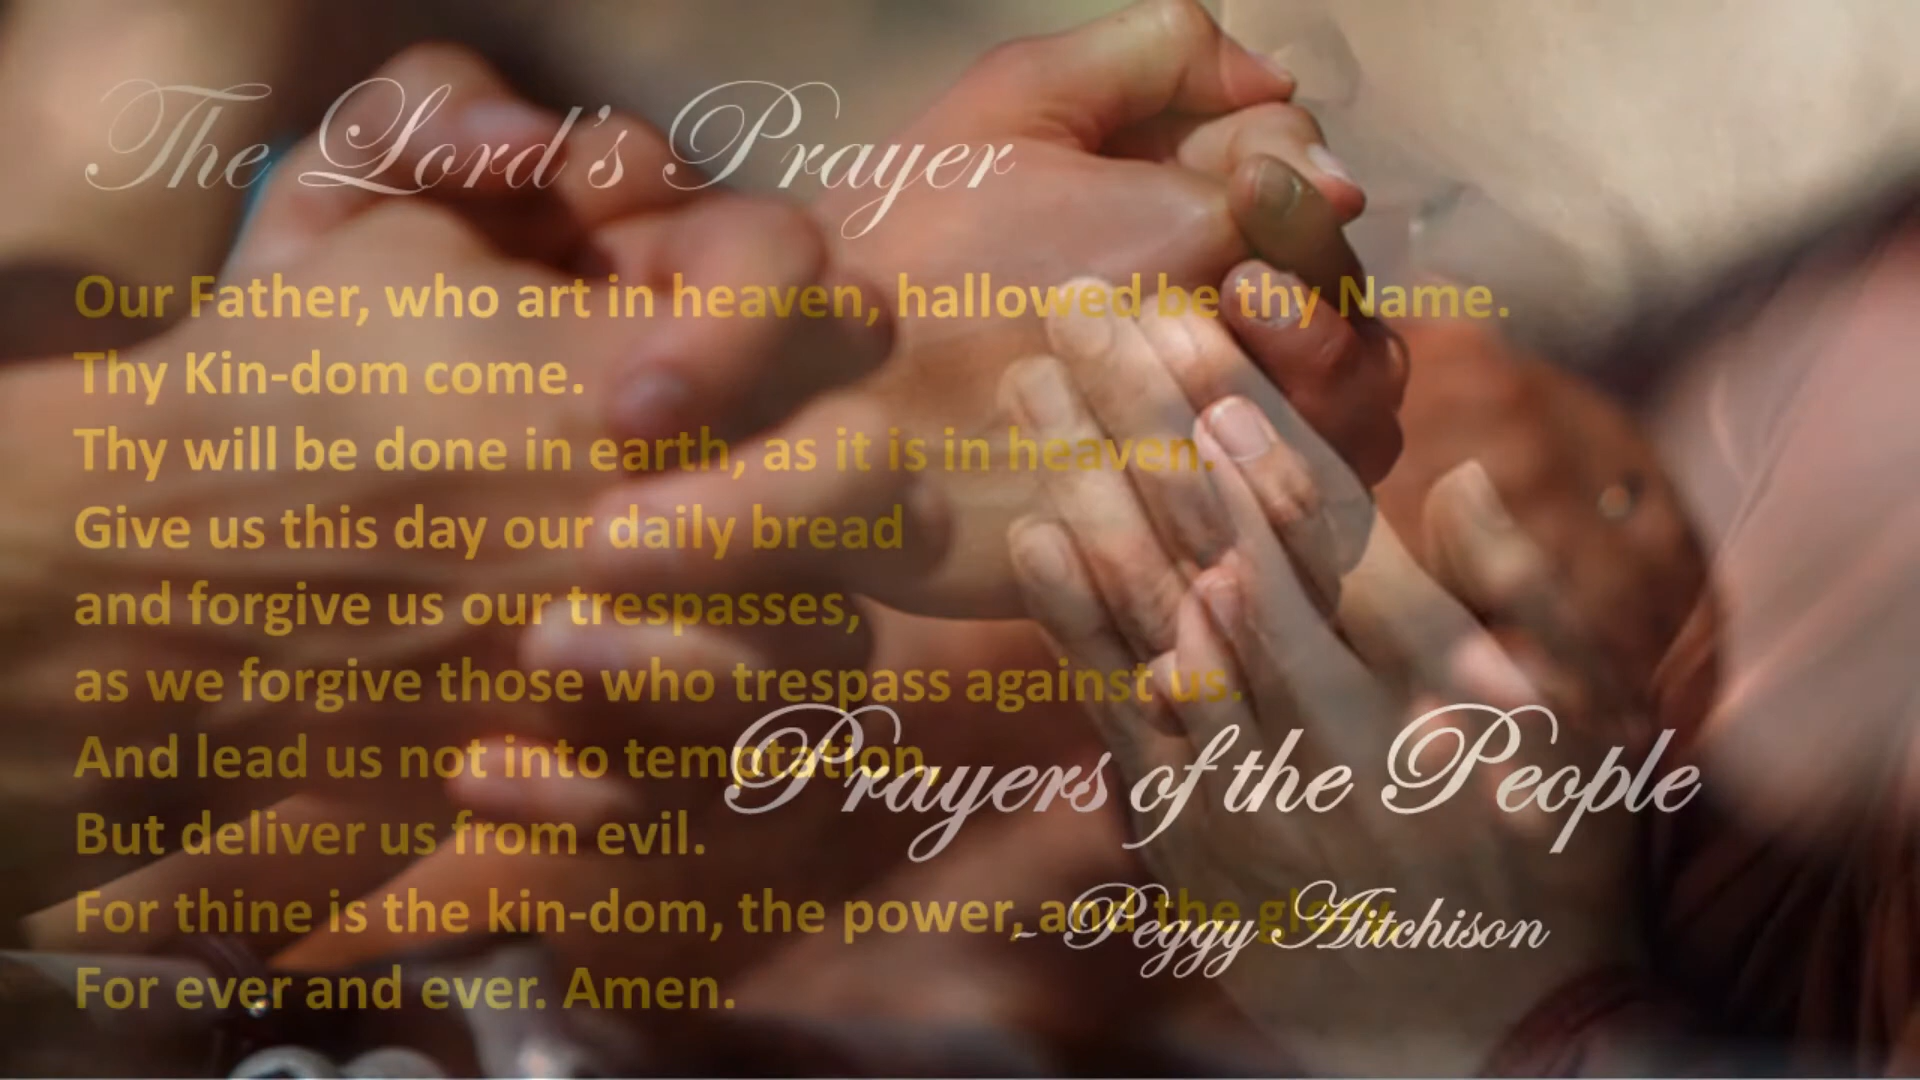 The Lord's Prayer
Our Father, who art in heaven, hallowed be thy Name.
Thy Kin-dom come.
Thy will be done in earth, as it is in heaven.
Give us this day our daily bread
and forgive us our trespasses,
as we forgive those who trespass against us.
And lead us not into temptation,
But deliver us from evil.
For thine is the kin-dom, the power, and the glory,
For ever and ever. Amen.
Prayers of the People
- Peggy Aitchison